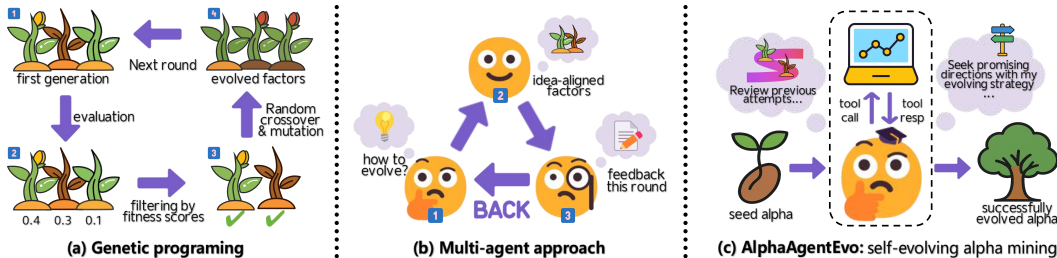 1
first generation
Next round
4
evolved factors
evaluation
Random
crossover
& mutation
2
0.4 0.3 0.1
filtering by
fitness scores
3
(a) Genetic programing
2
idea-aligned
factors
how to
evolve?
1
BACK
3
feedback
this round
(b) Multi-agent approach
Review previous
attempts...
tool
call
tool
resp
Seek promising
directions with my
evolving strategy
...
seed alpha
successfully
evolved alpha
(c) AlphaAgentEvo: self-evolving alpha mining